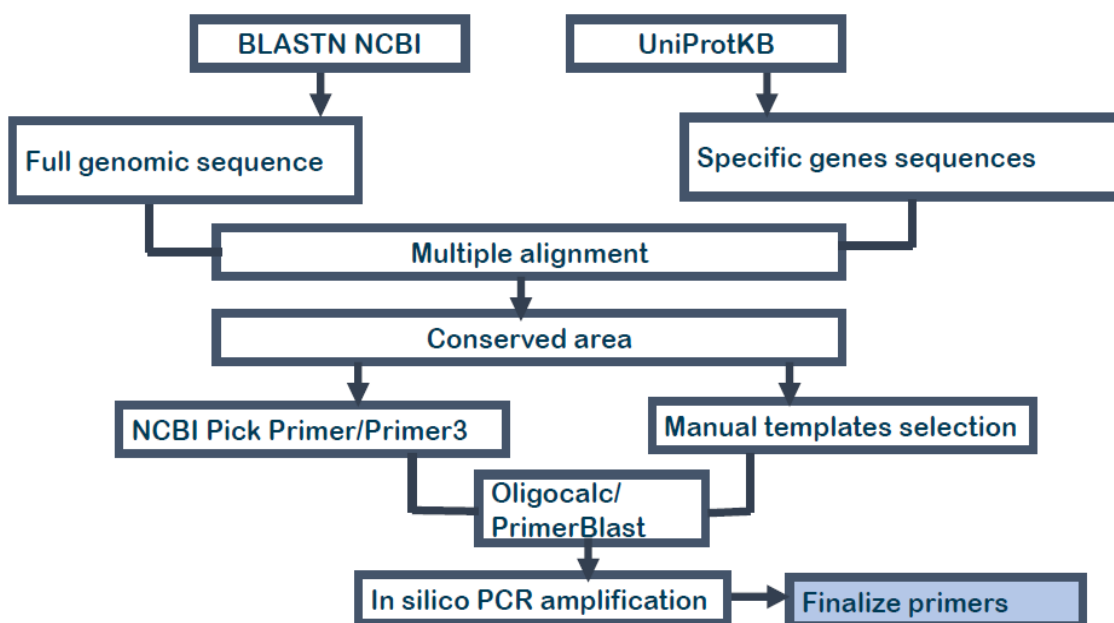 BLASTN NCBI
UniProtKB
Full genomic sequence
Specific genes sequences
Multiple alignment
Conserved area
NCBI Pick Primer/Primer3
Manual templates selection
Oligocalc/
PrimerBlast
In silico PCR amplification
Finalize primers